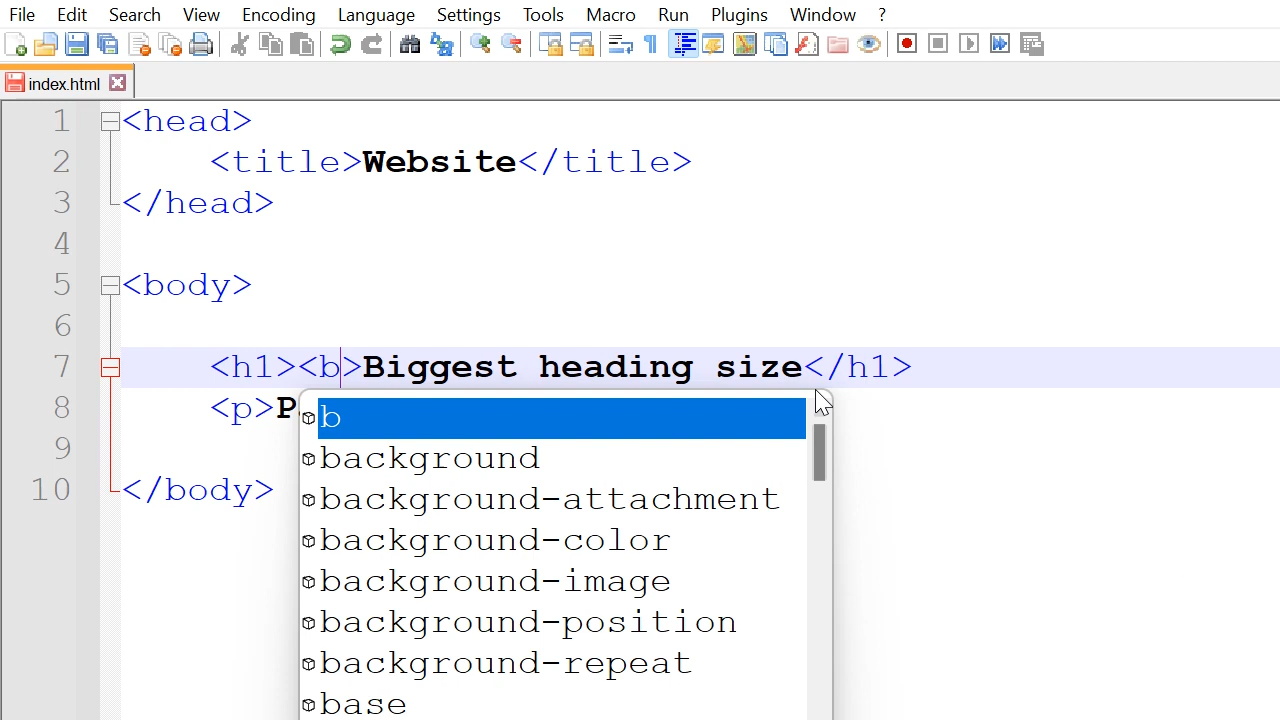 File Edit Search View Encoding Language Settings Tools Macro Run Plugins Window ?
index.html
1 <head>
2 <title>Website</title>
3 </head>
4
5 <body>
6
7 <h1><b>Biggest heading size</h1>
8 <p>P
9
10 </body>
b
background
background-attachment
background-color
background-image
background-position
background-repeat
base